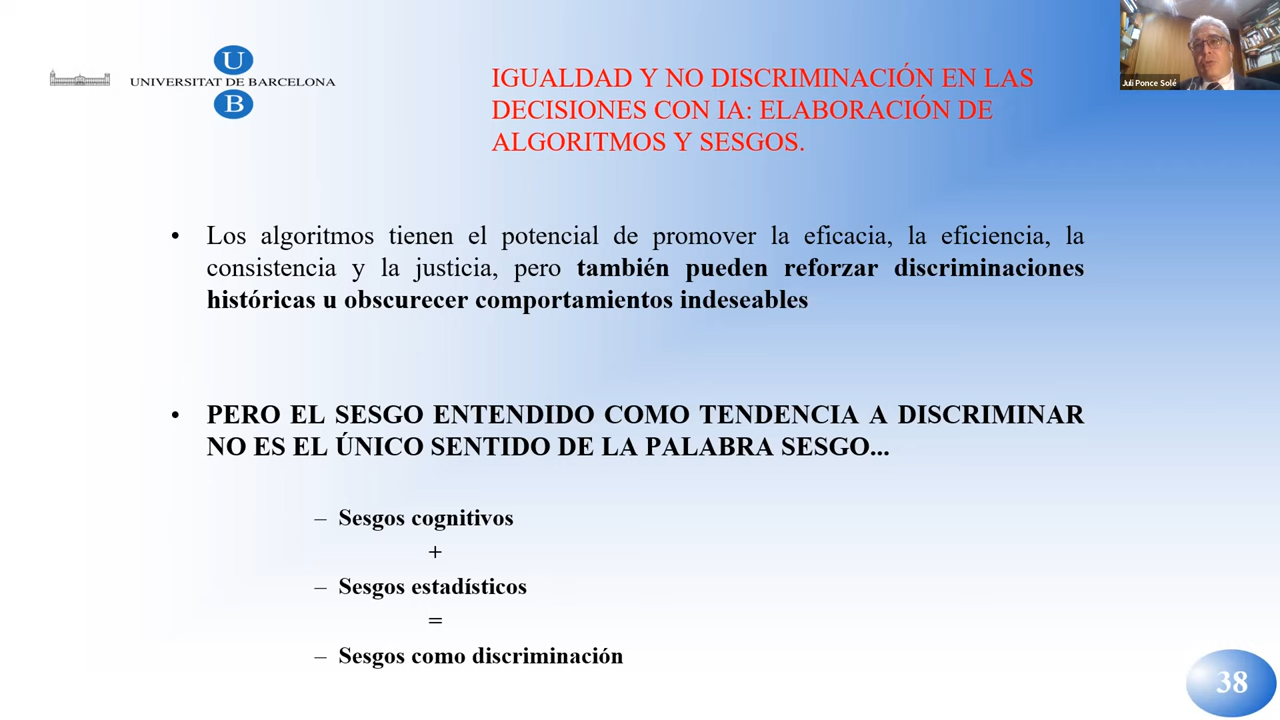 U
UNIVERSITAT DE BARCELONA
B
IGUALDAD Y NO DISCRIMINACIÓN EN LAS
DECISIONES CON IA: ELABORACIÓN DE
ALGORITMOS Y SESGOS.
Juli Ponce Solé
• Los algoritmos tienen el potencial de promover la eficacia, la eficiencia, la
consistencia y la justicia, pero también pueden reforzar discriminaciones
históricas u obscurecer comportamientos indeseables
• PERO EL SESGO ENTENDIDO COMO TENDENCIA A DISCRIMINAR
NO ES EL ÚNICO SENTIDO DE LA PALABRA SESGO...
– Sesgos cognitivos
+
– Sesgos estadísticos
=
– Sesgos como discriminación
38